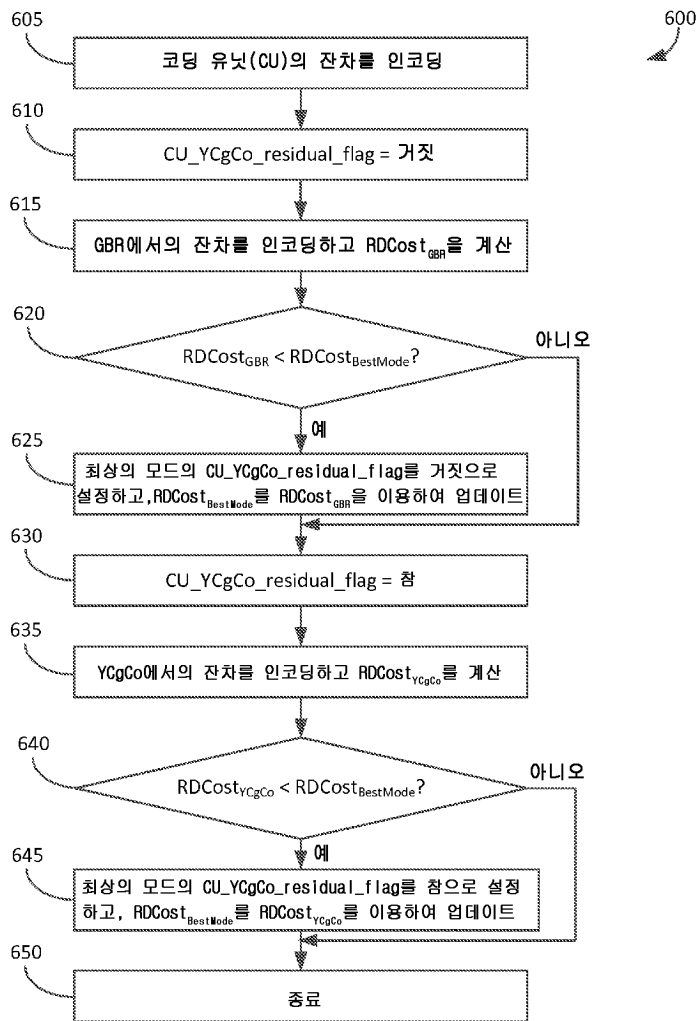 600
605
코딩 유닛(CU)의 잔차를 인코딩
610
CU_YCgCo_residual_flag = 거짓
615
GBR에서의 잔차를 인코딩하고 RDCost_GBR을 계산
620
RDCost_GBR < RDCost_BestMode?
아니오
예
625
최상의 모드의 CU_YCgCo_residual_flag를 거짓으로
설정하고,RDCost_BestMode를 RDCost_GBR을 이용하여 업데이트
630
CU_YCgCo_residual_flag = 참
635
YCgCo에서의 잔차를 인코딩하고 RDCost_YCgCo를 계산
640
RDCost_YCgCo < RDCost_BestMode?
아니오
예
645
최상의 모드의 CU_YCgCo_residual_flag를 참으로 설정
하고, RDCost_BestMode를 RDCost_YCgCo를 이용하여 업데이트
650
종료